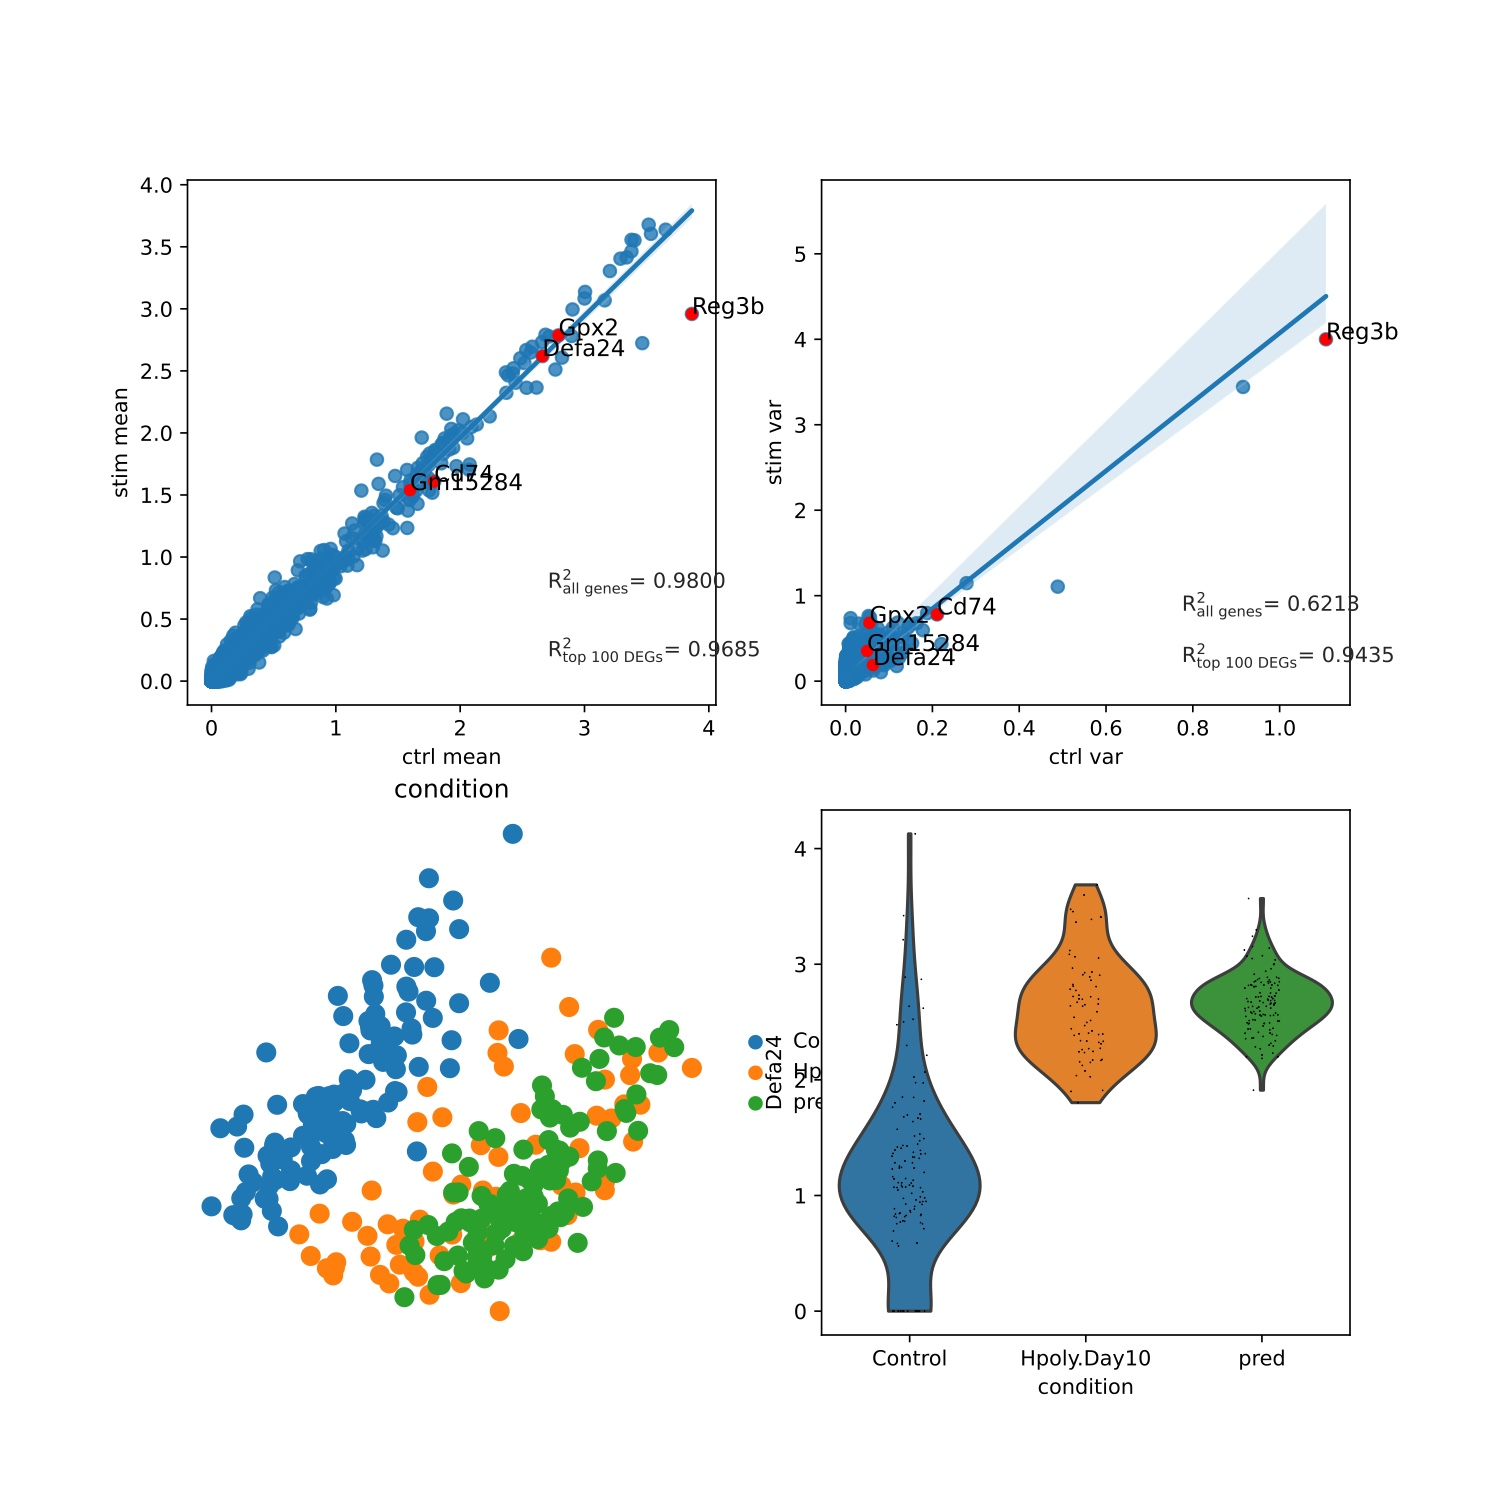 4.0
3.5
3.0
2.5
2.0
1.5
1.0
0.5
0.0
stim mean
Reg3b
Gpx2
Defa24
Cd74
Gm15284
R²all genes= 0.9800
R²top 100 DEGs= 0.9685
0 1 2 3 4
ctrl mean
5
4
3
2
1
0
stim var
Reg3b
Cd74
Gpx2
Gm15284
Defa24
R²all genes= 0.6213
R²top 100 DEGs= 0.9435
0.0 0.2 0.4 0.6 0.8 1.0
ctrl var
condition
Co
Hp
pre
Defa24
4
3
2
1
0
Control Hpoly.Day10 pred
condition